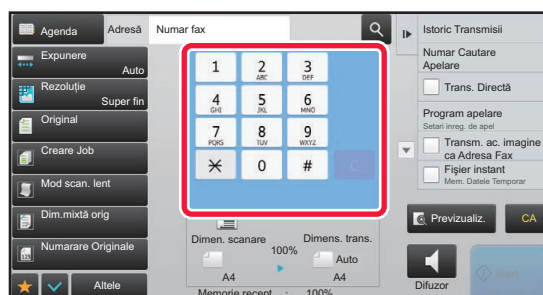 Agenda
Adresă
Numar fax
Expunere
Auto
Rezoluție
Super fin
Original
Creare Job
Mod scan. lent
Dim.mixtă orig
Numarare Originale
Altele
1
2
ABC
3
DEF
4
GHI
5
JKL
6
MNO
7
PQRS
8
TUV
9
WXYZ
0
#
C
Dimen. scanare
100%
Dimens. trans.
Auto
A4
A4
Memorie recept. : 100%
Istoric Transmisii
Numar Cautare
Apelare
Trans. Directă
Program apelare
Setari inreg. de apel
Transm. ac. imagine
ca Adresa Fax
Fișier instant
Mem. Datele Temporar
Previzualiz.
CA
Difuzor
Start